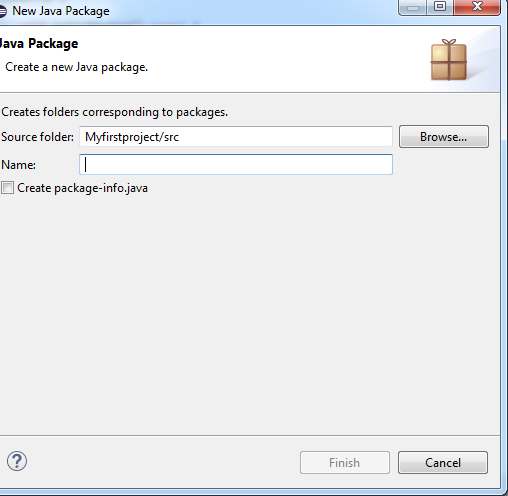 New Java Package
Java Package
Create a new Java package.
Creates folders corresponding to packages.
Source folder: Myfirstproject/src Browse...
Name:
Create package-info.java
? Finish Cancel